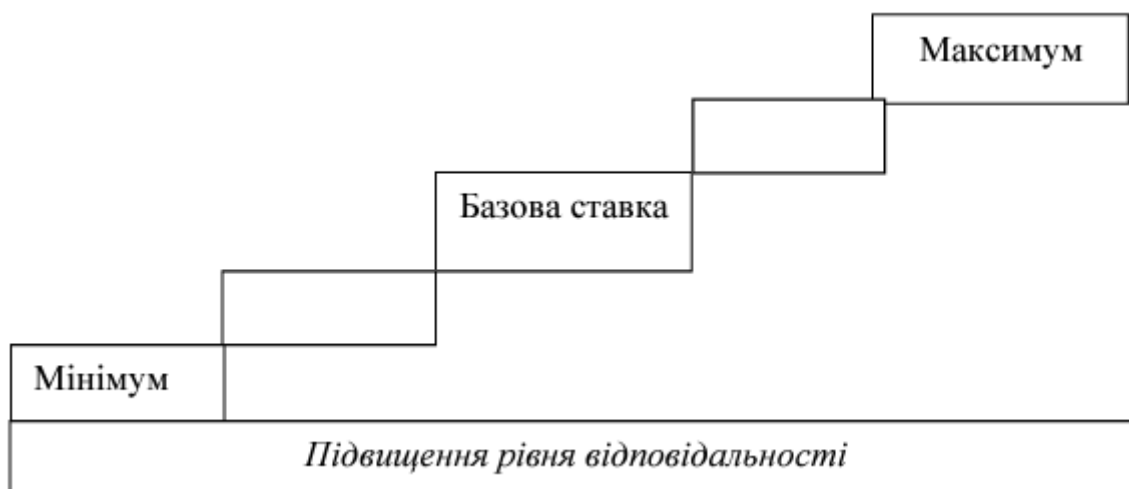 Максимум
Базова ставка
Мінімум
Підвищення рівня відповідальності